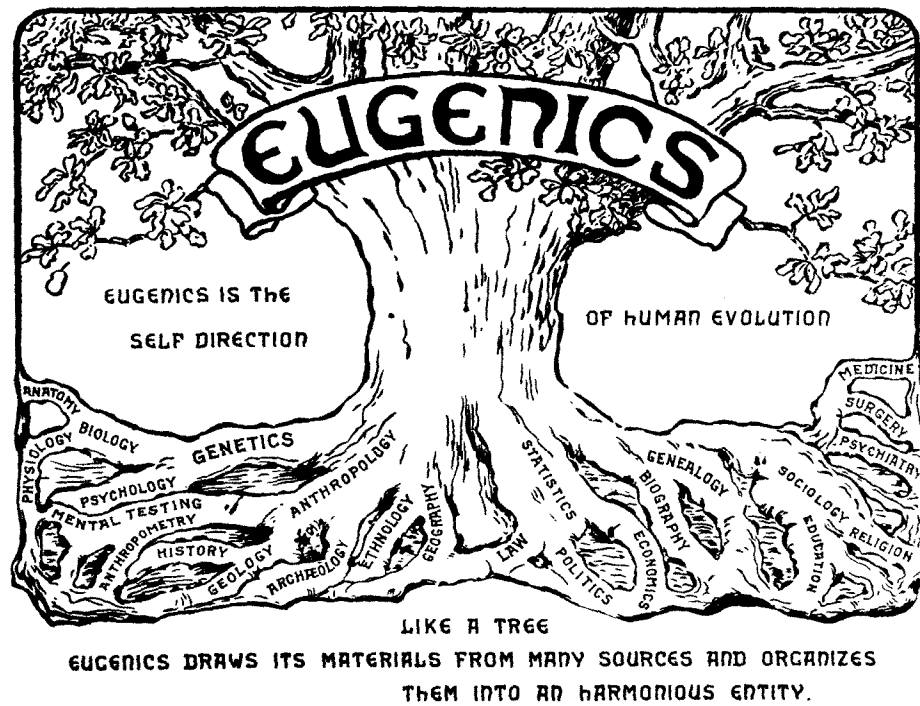 EUGENICS
EUGENICS IS THE
SELF DIRECTION
OF HUMAN EVOLUTION
ANATOMY
PHYSIOLOGY
BIOLOGY
GENETICS
PSYCHOLOGY
MENTAL TESTING
ANTHROPOMETRY
HISTORY
GEOLOGY
ANTHROPOLOGY
ARCHÆOLOGY
ETHNOLOGY
GEOGRAPHY
LAW
STATISTICS
POLITICS
ECONOMICS
BIOGRAPHY
GENEALOGY
EDUCATION
SOCIOLOGY
RELIGION
PSYCHIATRY
SURGERY
MEDICINE
LIKE A TREE
EUGENICS DRAWS ITS MATERIALS FROM MANY SOURCES AND ORGANIZES
THEM INTO AN HARMONIOUS ENTITY.